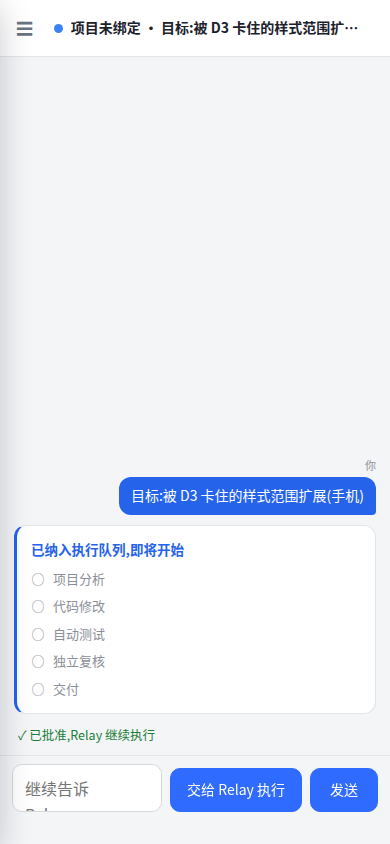 项目未绑定 · 目标:被 D3 卡住的样式范围扩…
你
目标:被 D3 卡住的样式范围扩展(手机)
已纳入执行队列,即将开始
项目分析
代码修改
自动测试
独立复核
交付
✓已批准,Relay 继续执行
继续告诉
交给 Relay 执行
发送